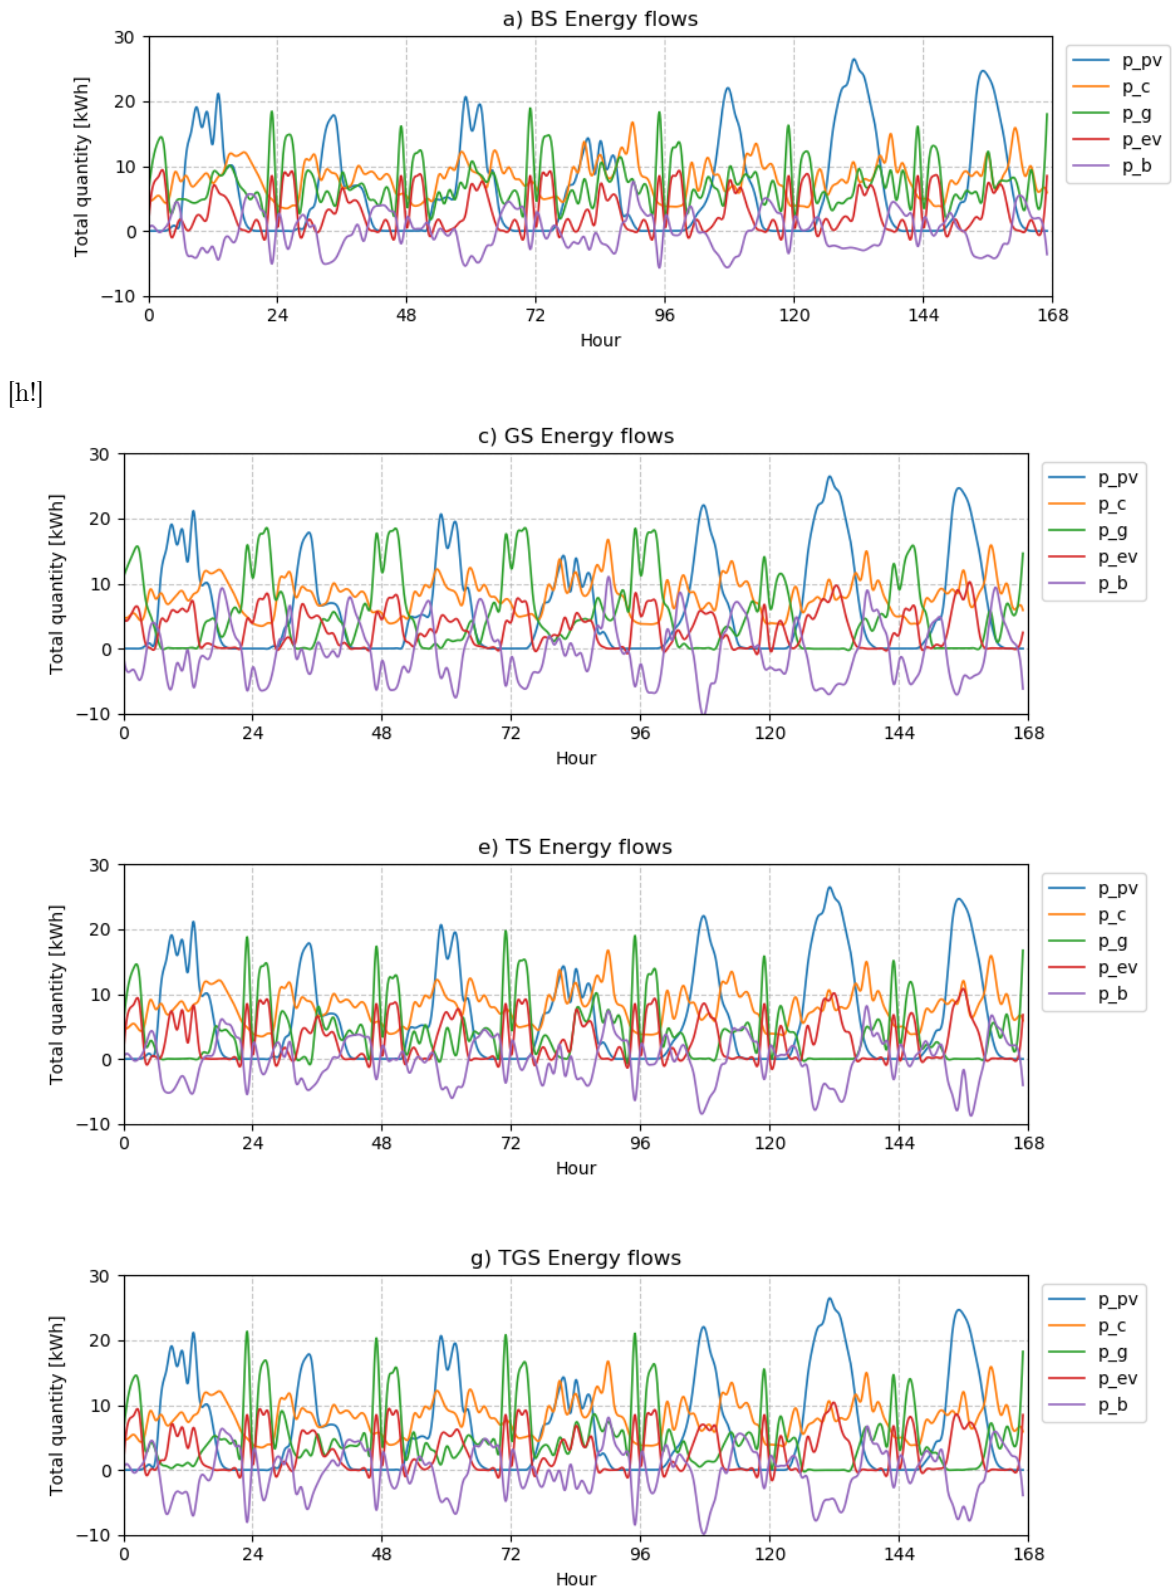 a) BS Energy flows
30
20
10
0
−10
Total quantity [kWh]
0 24 48 72 96 120 144 168
Hour
p_pv
p_c
p_g
p_ev
p_b
[h!]
c) GS Energy flows
30
20
10
0
−10
Total quantity [kWh]
0 24 48 72 96 120 144 168
Hour
p_pv
p_c
p_g
p_ev
p_b
e) TS Energy flows
30
20
10
0
−10
Total quantity [kWh]
0 24 48 72 96 120 144 168
Hour
p_pv
p_c
p_g
p_ev
p_b
g) TGS Energy flows
30
20
10
0
−10
Total quantity [kWh]
0 24 48 72 96 120 144 168
Hour
p_pv
p_c
p_g
p_ev
p_b